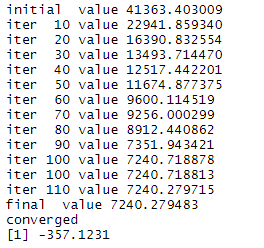 initial  value 41363.403009
iter  10 value 22941.859340
iter  20 value 16390.832554
iter  30 value 13493.714470
iter  40 value 12517.442201
iter  50 value 11674.877375
iter  60 value 9600.114519
iter  70 value 9256.000299
iter  80 value 8912.440862
iter  90 value 7351.943421
iter 100 value 7240.718878
iter 100 value 7240.718813
iter 110 value 7240.279715
final  value 7240.279483
converged
[1] -357.1231